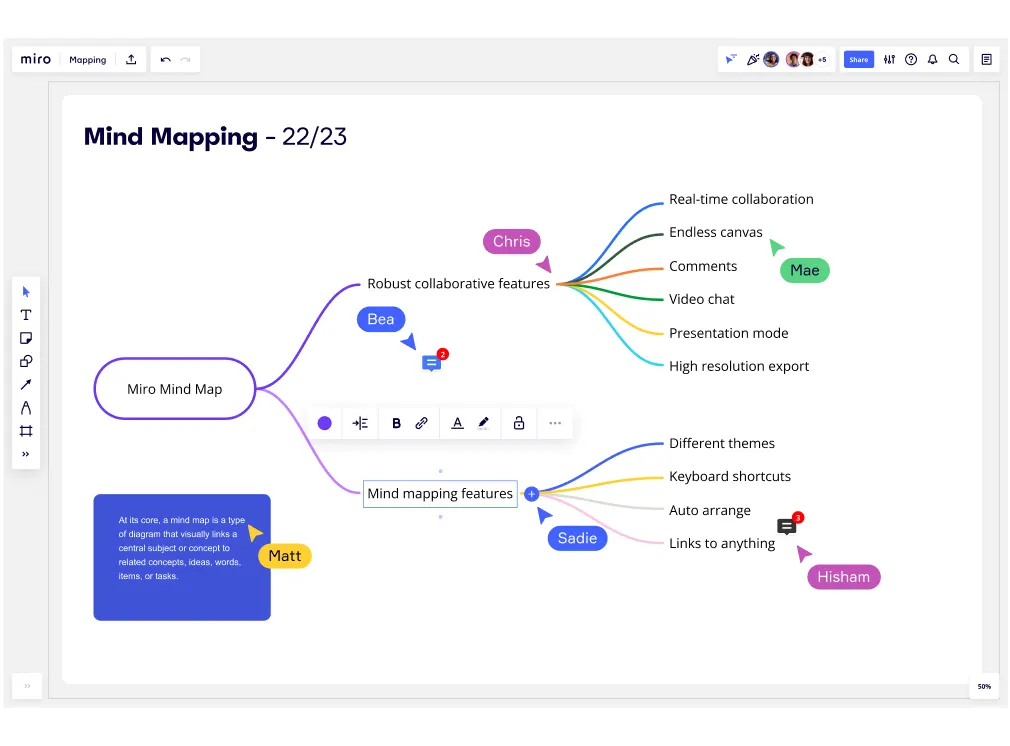 miro
Mapping
+5
Share
Mind Mapping - 22/23
Real-time collaboration
Endless canvas
Chris
Mae
Comments
Robust collaborative features
Video chat
Bea
Presentation mode
2
High resolution export
Miro Mind Map
B
A
Different themes
Keyboard shortcuts
Mind mapping features
Auto arrange
3
Sadie
Links to anything
Hisham
At its core, a mind map is a type
of diagram that visually links a
central subject or concept to
related concepts, ideas, words,
items, or tasks.
Matt
50%